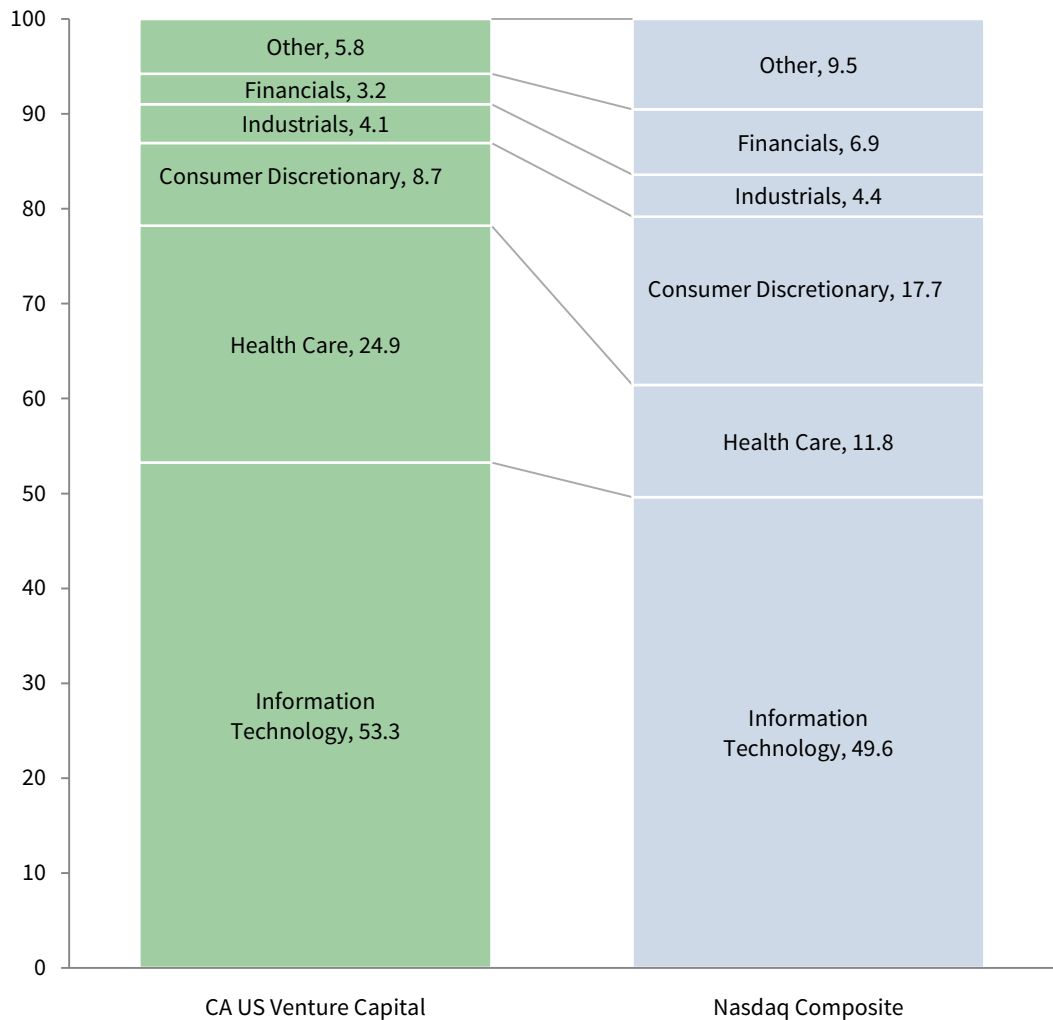 100
90
80
70
60
50
40
30
20
10
0
Other, 5.8
Financials, 3.2
Industrials, 4.1
Consumer Discretionary, 8.7
Health Care, 24.9
Information
Technology, 53.3
Other, 9.5
Financials, 6.9
Industrials, 4.4
Consumer Discretionary, 17.7
Health Care, 11.8
Information
Technology, 49.6
CA US Venture Capital
Nasdaq Composite